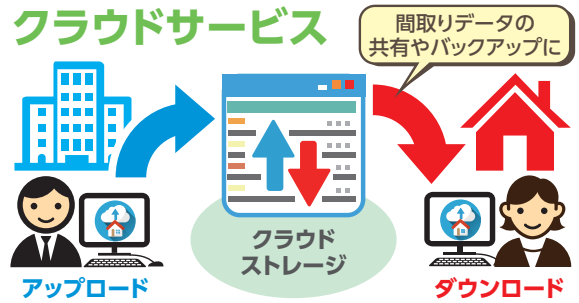 クラウドサービス
間取りデータの
共有やバックアップに
クラウド
ストレージ
アップロード
ダウンロード